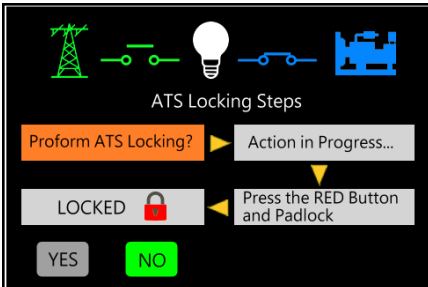 ATS Locking Steps
Proform ATS Locking?
Action in Progress...
Press the RED Button
and Padlock
LOCKED
YES
NO